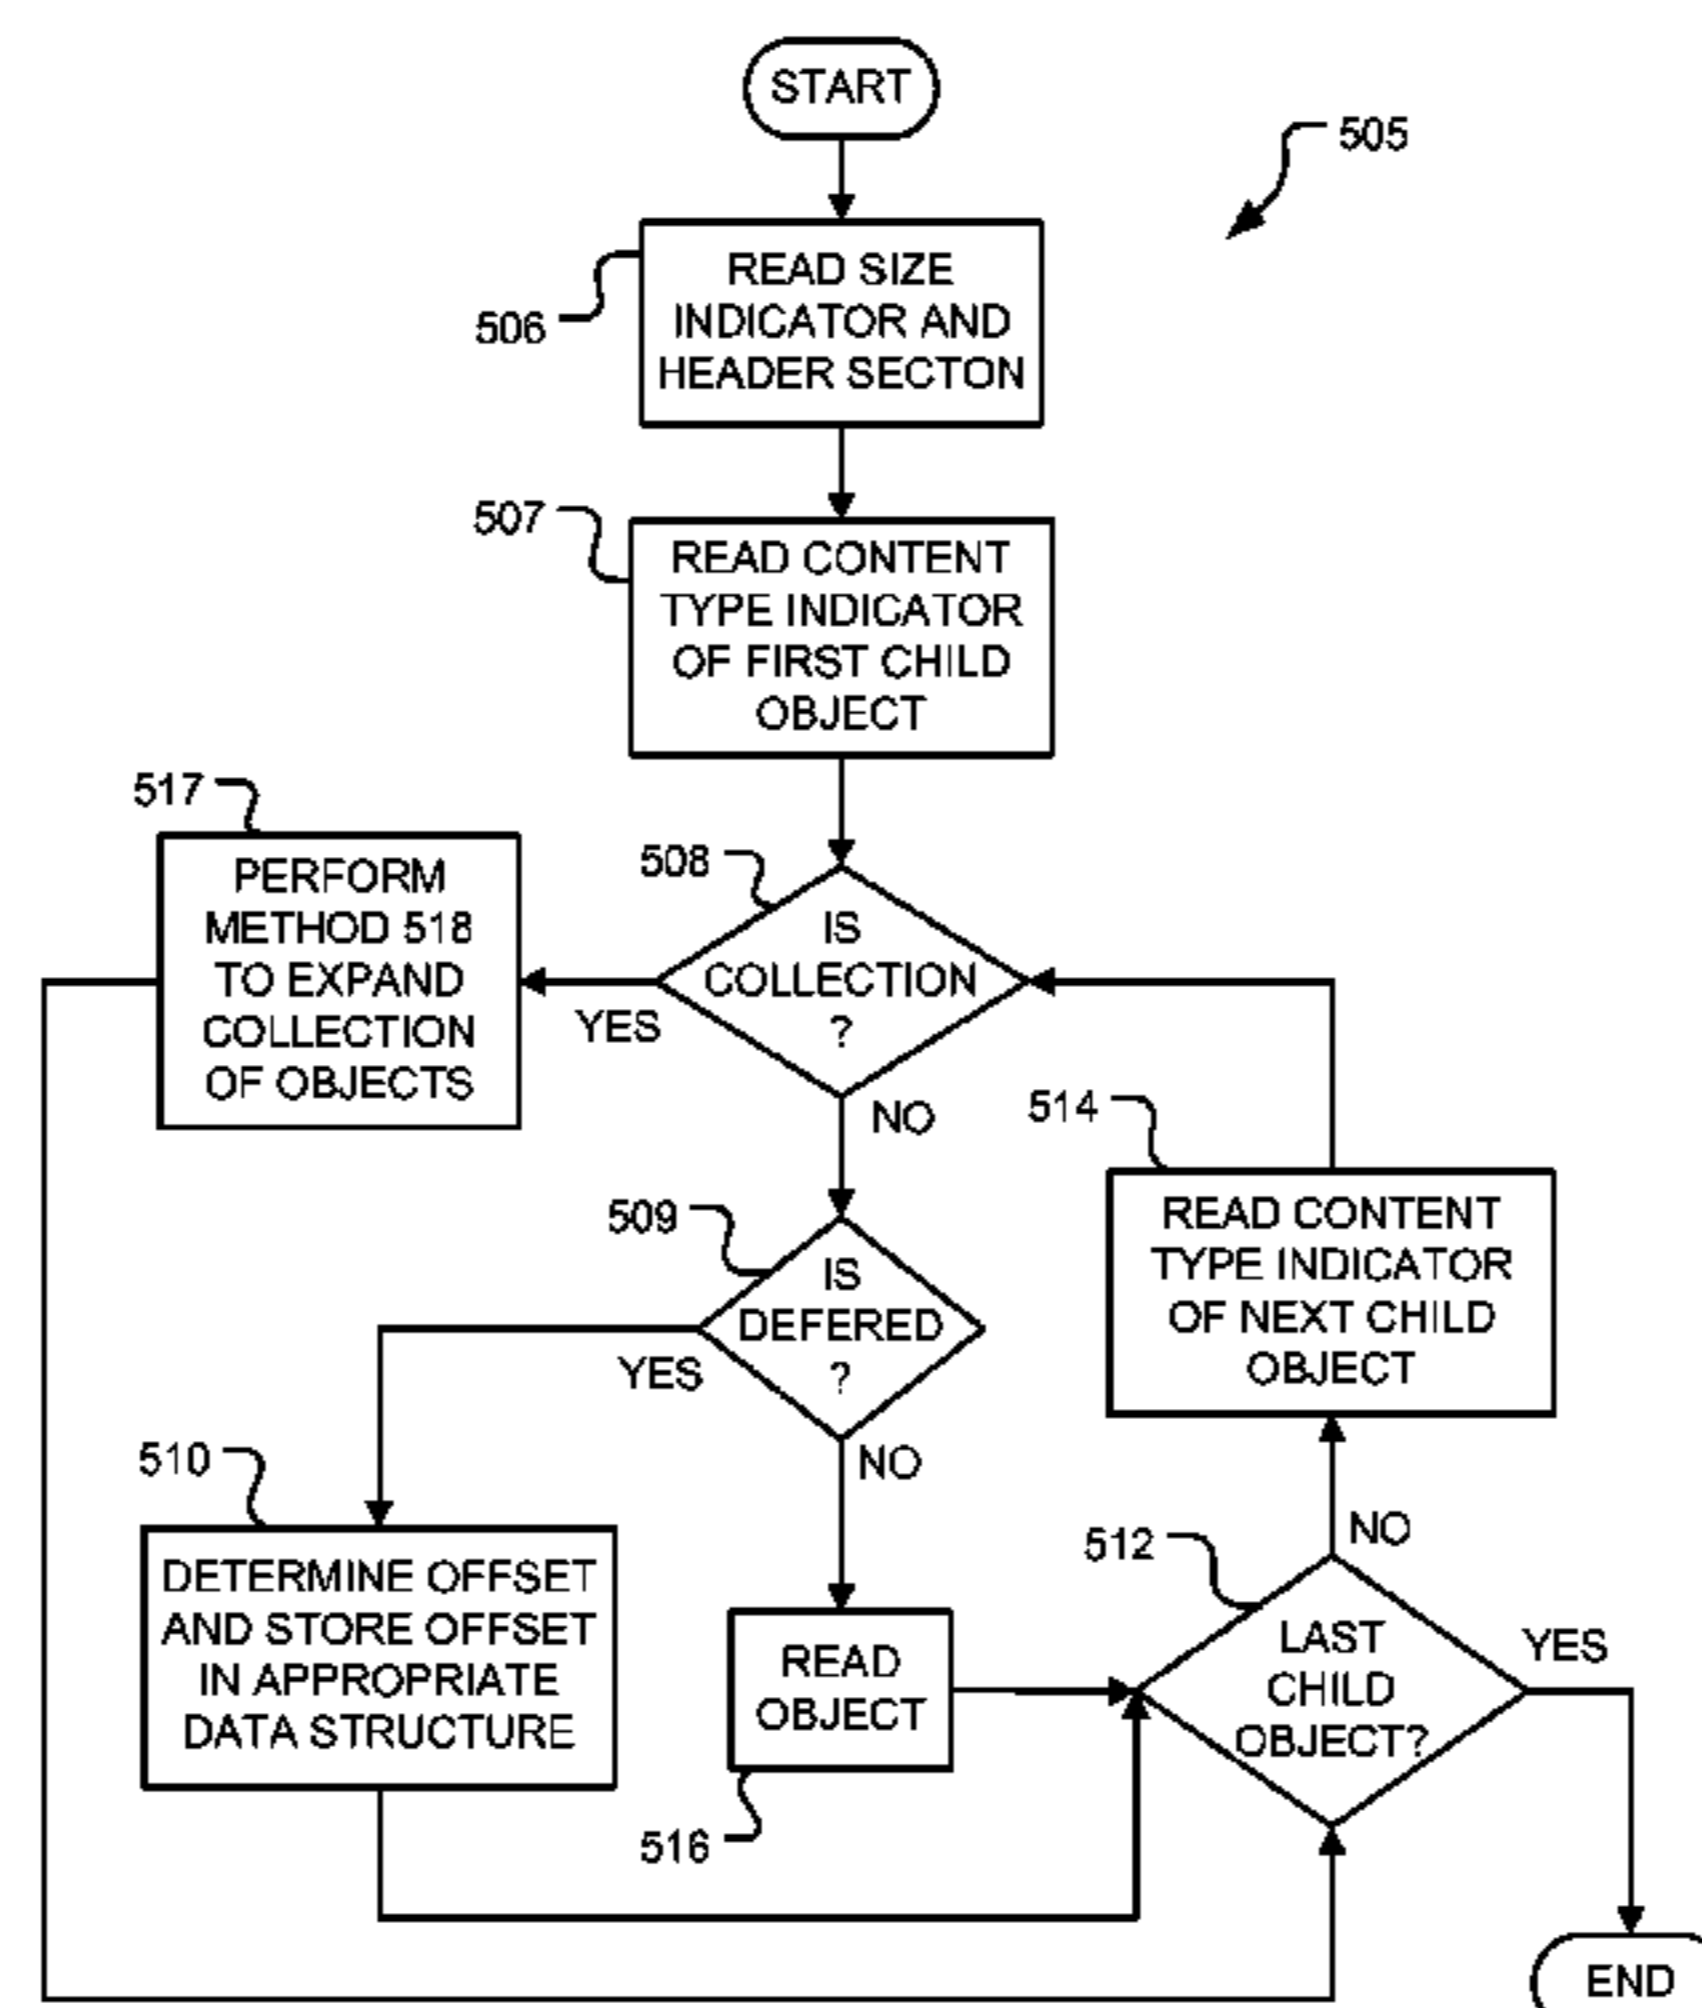 START
505
READ SIZE
INDICATOR AND
HEADER SECTON
506
507
READ CONTENT
TYPE INDICATOR
OF FIRST CHILD
OBJECT
517
PERFORM
METHOD 518
TO EXPAND
COLLECTION
OF OBJECTS
508
IS
COLLECTION
?
YES
NO
514
READ CONTENT
TYPE INDICATOR
OF NEXT CHILD
OBJECT
509
IS
DEFERED
?
YES
NO
510
DETERMINE OFFSET
AND STORE OFFSET
IN APPROPRIATE
DATA STRUCTURE
READ
OBJECT
516
512
NO
LAST
CHILD
OBJECT?
YES
END